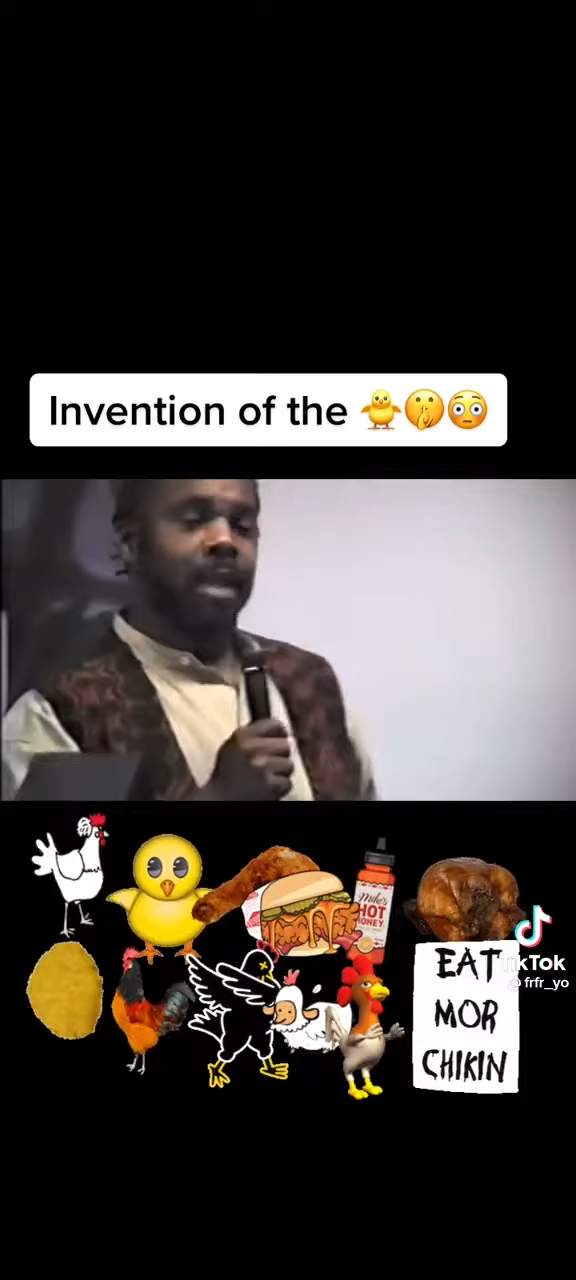 Invention of the 🐥🤫😳
Mike's
HOT
HONEY
EAT
MOR
CHIKIN
TikTok
@frfr_yo